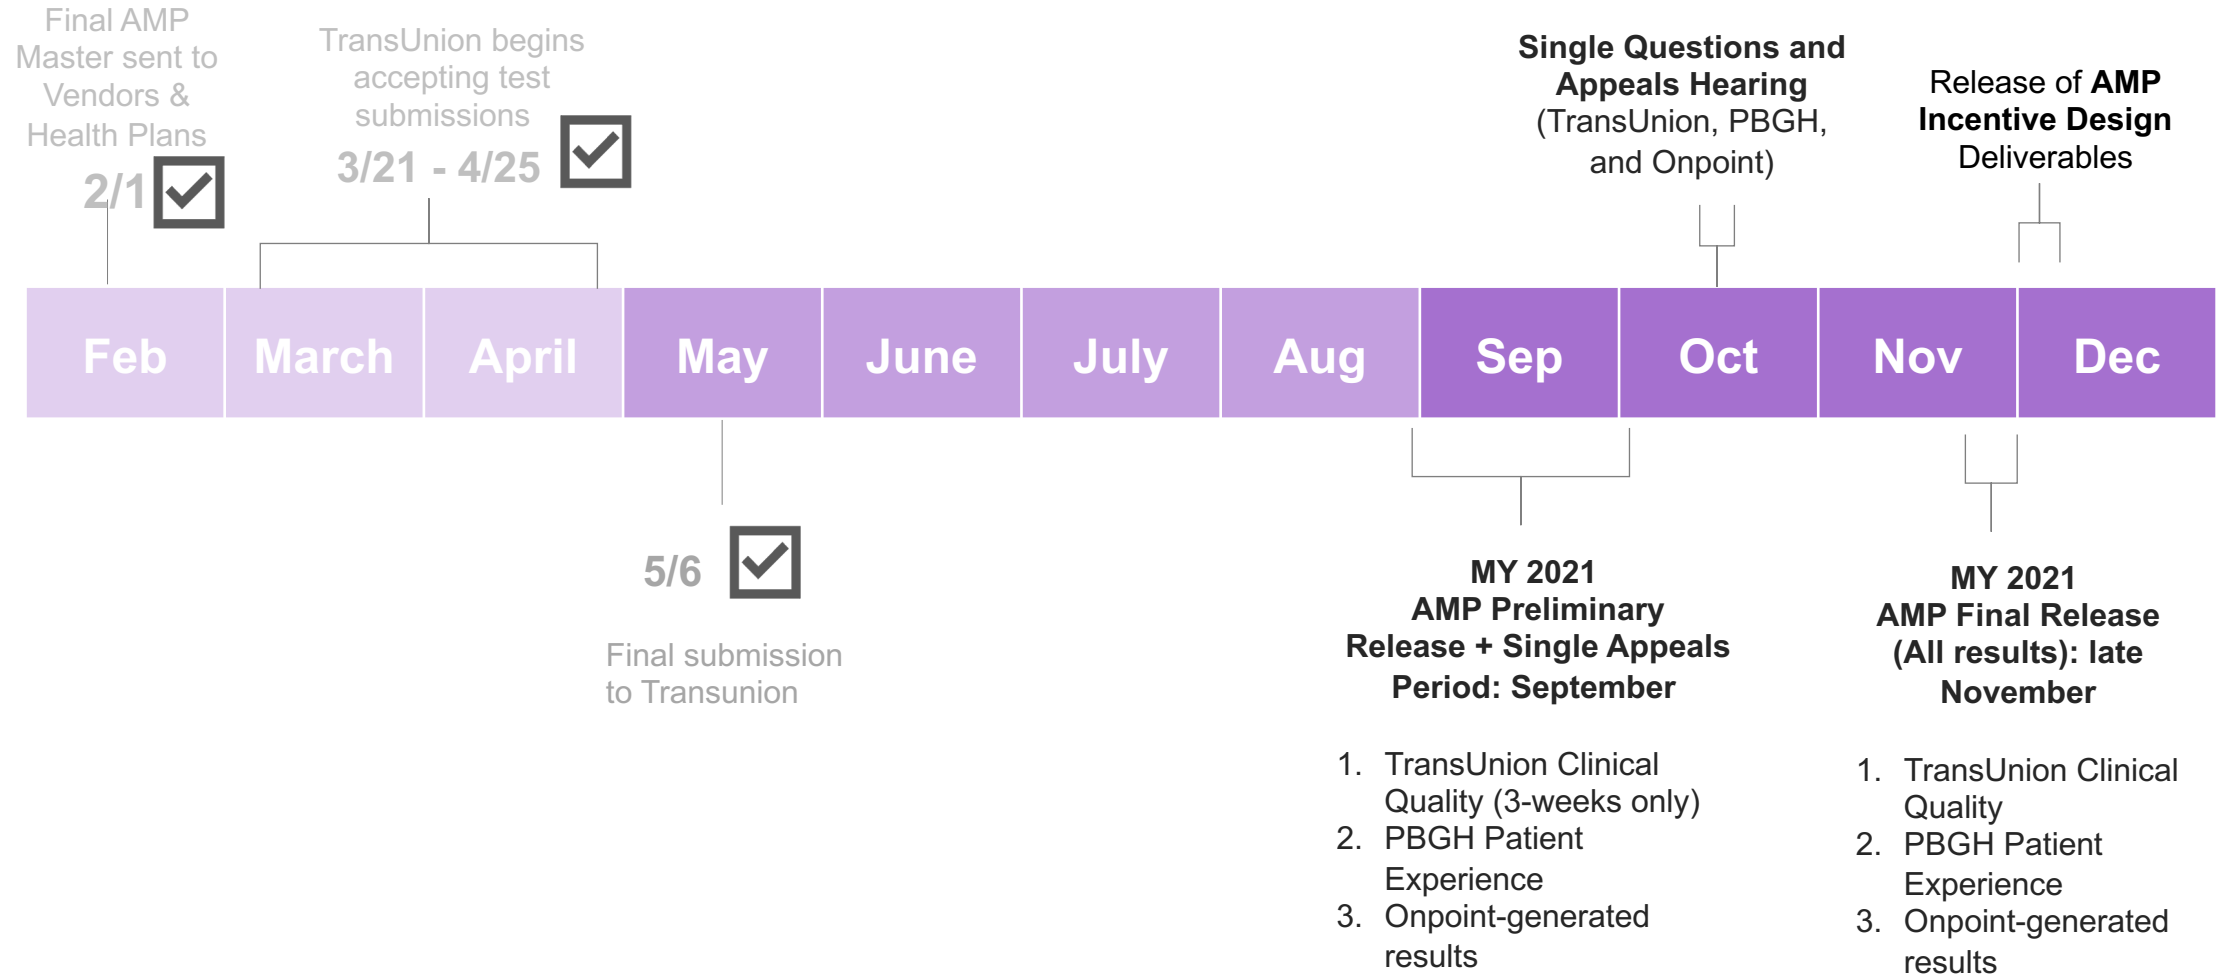 Final AMP
Master sent to
Vendors &
Health Plans
2/1
TransUnion begins
accepting test
submissions
3/21 - 4/25
Single Questions and
Appeals Hearing
(TransUnion, PBGH,
and Onpoint)
Release of AMP
Incentive Design
Deliverables
Feb
March
April
May
June
July
Aug
Sep
Oct
Nov
Dec
5/6
Final submission
to Transunion
MY 2021
AMP Preliminary
Release + Single Appeals
Period: September
1. TransUnion Clinical
Quality (3-weeks only)
2. PBGH Patient
Experience
3. Onpoint-generated
results
MY 2021
AMP Final Release
(All results): late
November
1. TransUnion Clinical
Quality
2. PBGH Patient
Experience
3. Onpoint-generated
results